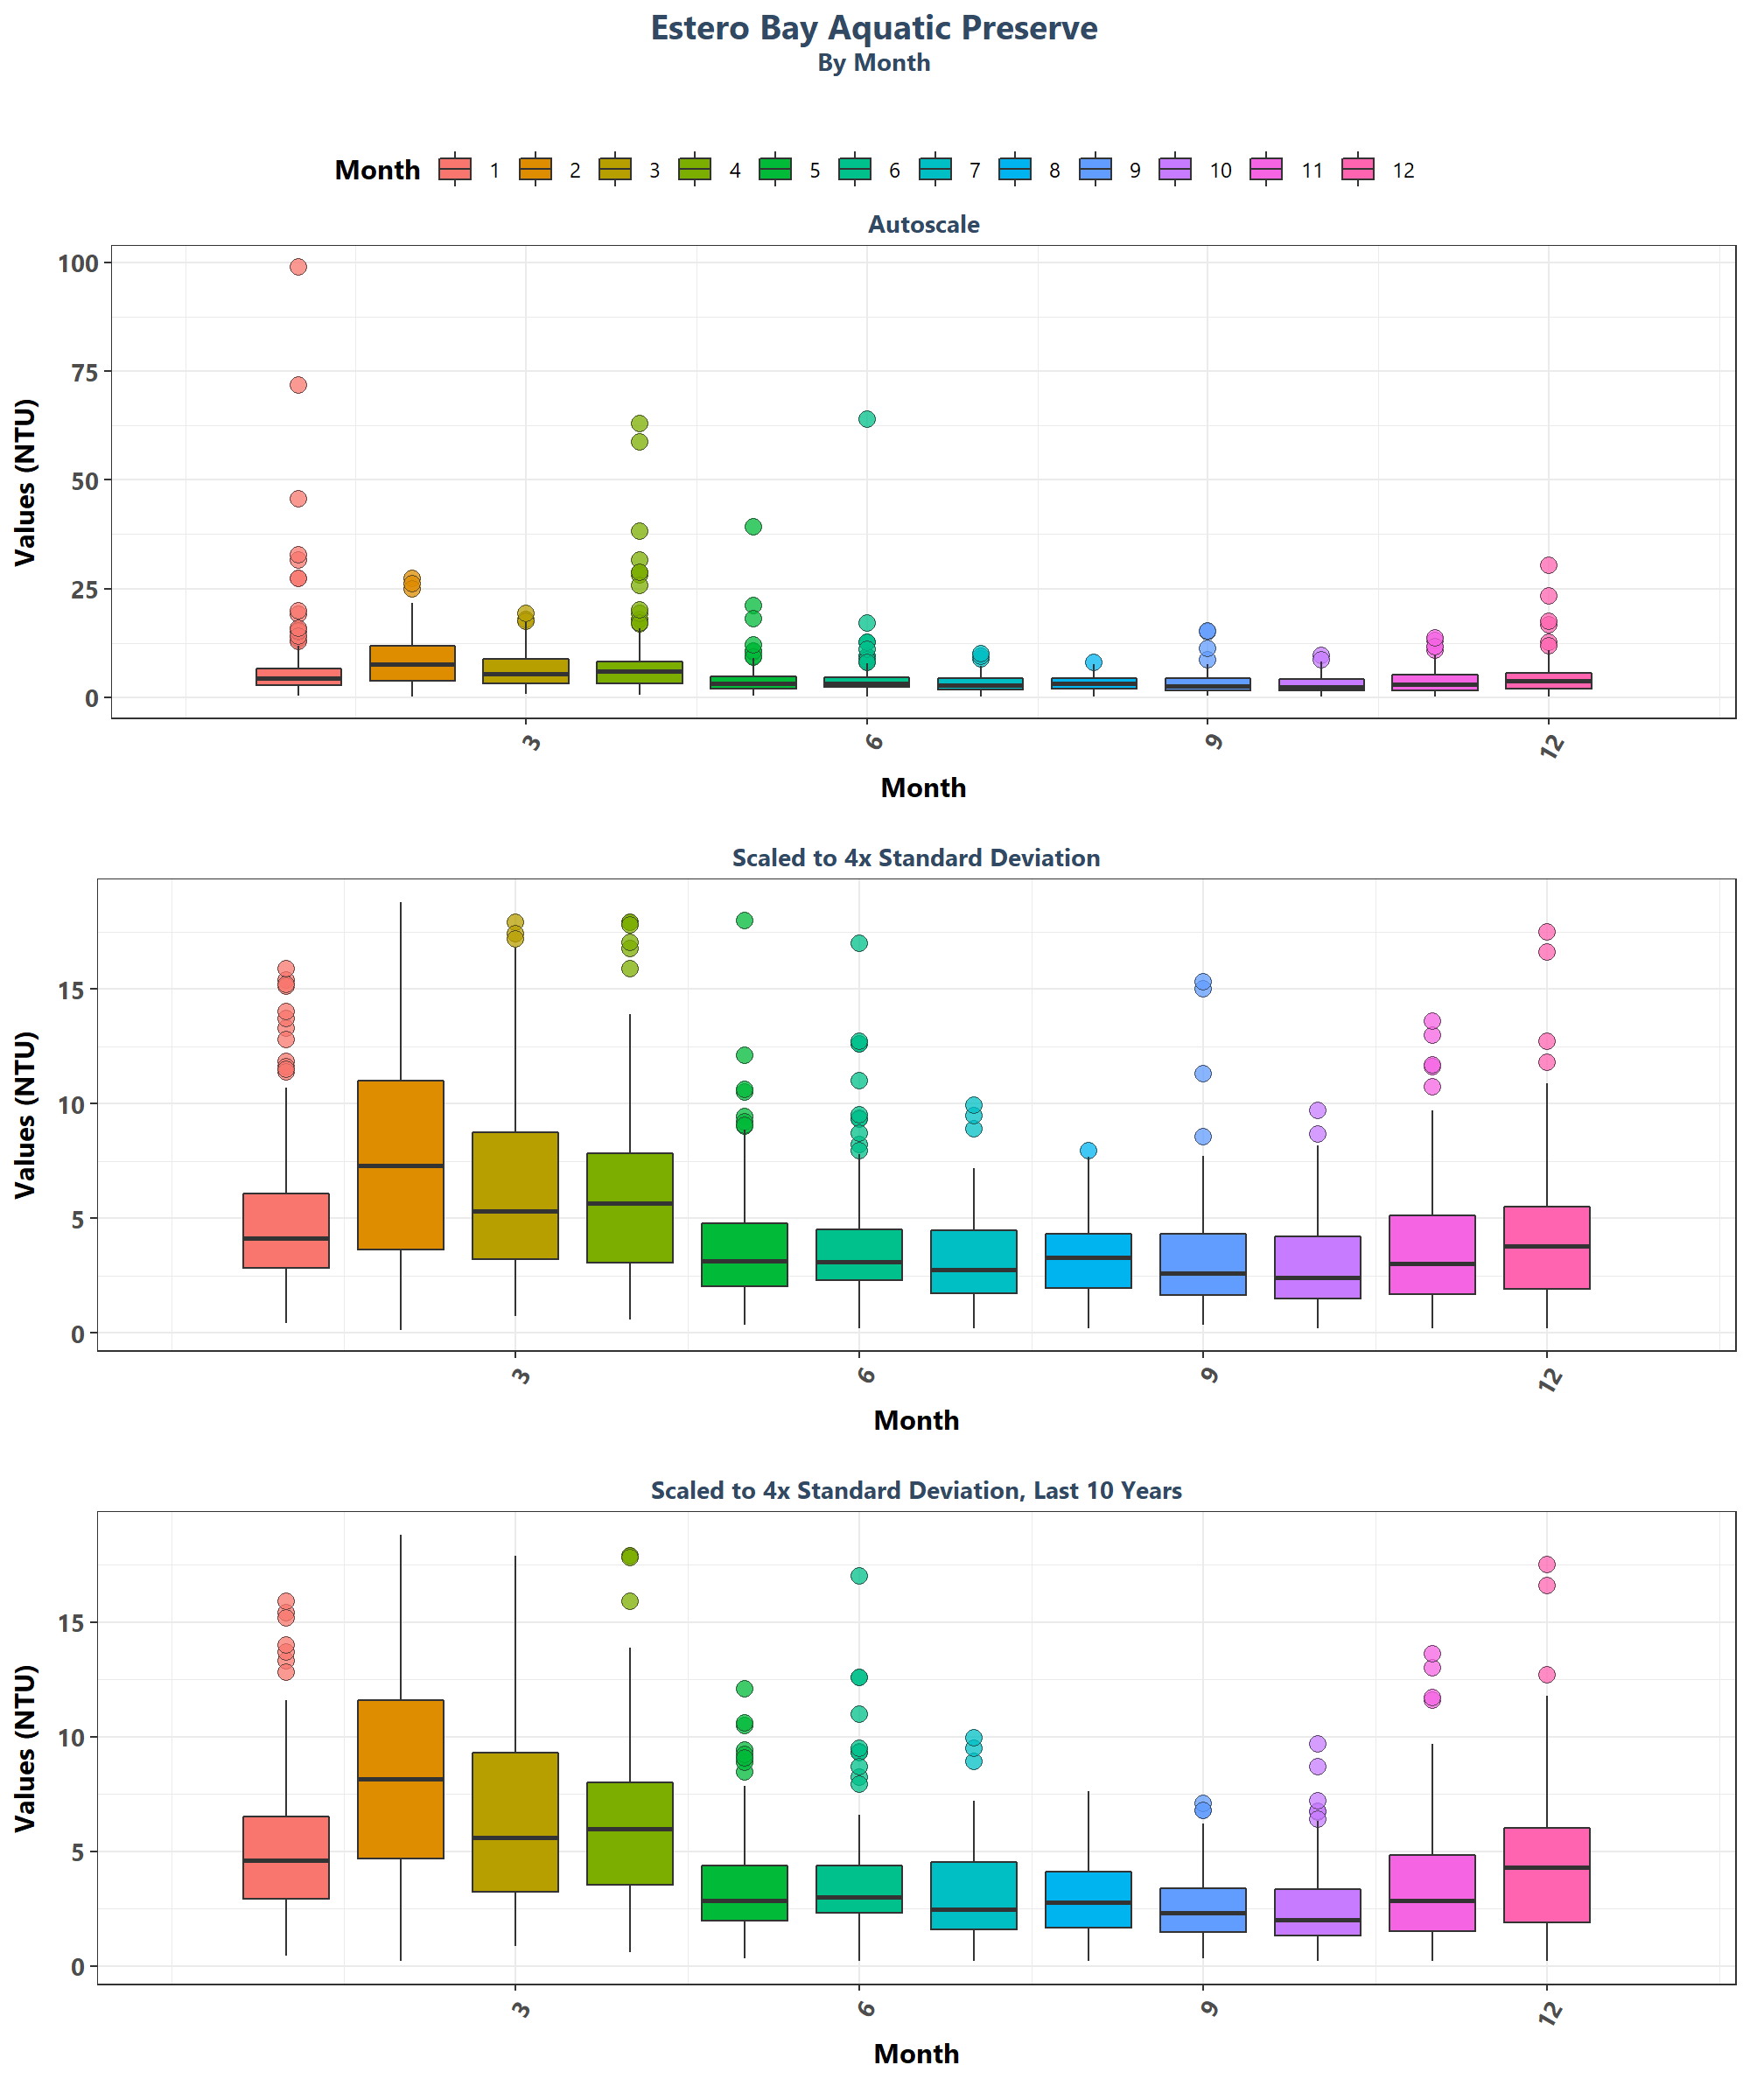 Estero Bay Aquatic Preserve
By Month
Month 1 2 3 4 5 6 7 8 9 10 11 12
Autoscale
Values (NTU)
100
75
50
25
0
3 6 9 12
Month
Scaled to 4x Standard Deviation
Values (NTU)
15
10
5
0
3 6 9 12
Month
Scaled to 4x Standard Deviation, Last 10 Years
Values (NTU)
15
10
5
0
3 6 9 12
Month